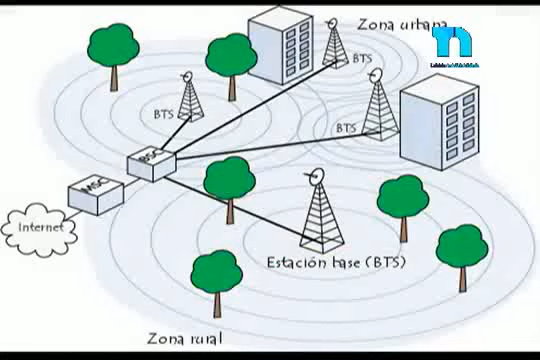 Zona urbana
BTS
BTS
BTS
BSC
MSC
Internet
Estación base (BTS)
Zona rural